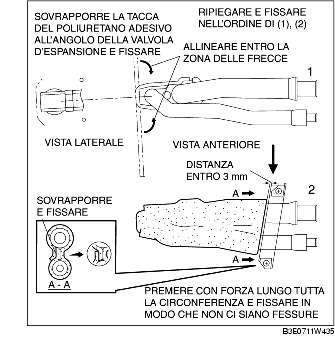 SOVRAPPORRE LA TACCA
DEL POLIURETANO ADESIVO
ALL'ANGOLO DELLA VALVOLA
D'ESPANSIONE E FISSARE
RIPIEGARE E FISSARE
NELL'ORDINE DI (1), (2)
ALLINEARE ENTRO LA
ZONA DELLE FRECCE
1
VISTA LATERALE
VISTA ANTERIORE
DISTANZA
ENTRO 3 mm
A
2
SOVRAPPORRE
E FISSARE
A - A
A
PREMERE CON FORZA LUNGO TUTTA
LA CIRCONFERENZA E FISSARE IN
MODO CHE NON CI SIANO FESSURE
B3E0711W435